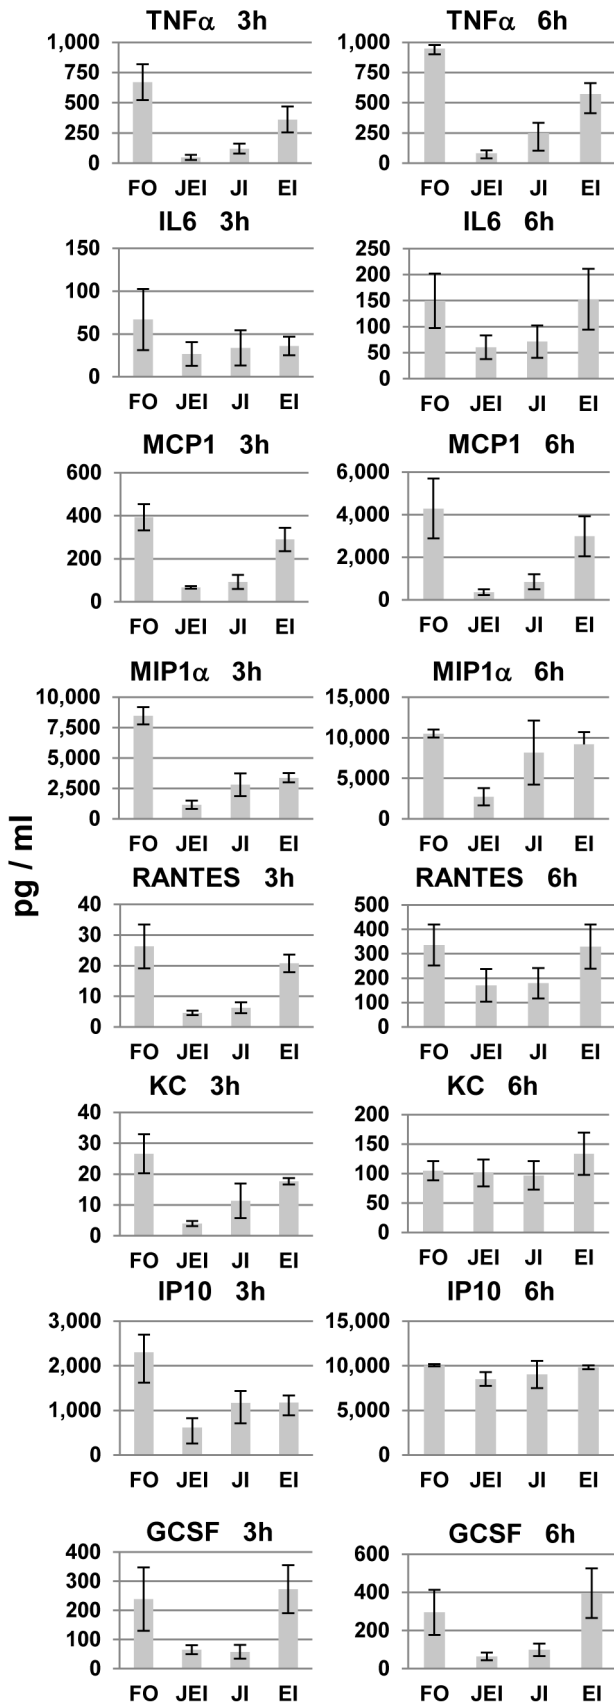 TNFα 3h
1,000
750
500
250
0
FO JEI JI EI
TNFα 6h
1,000
750
500
250
0
FO JEI JI EI
IL6 3h
150
100
50
0
FO JEI JI EI
IL6 6h
250
200
150
100
50
0
FO JEI JI EI
MCP1 3h
600
400
200
0
FO JEI JI EI
MCP1 6h
6,000
4,000
2,000
0
FO JEI JI EI
MIP1α 3h
10,000
7,500
5,000
2,500
0
FO JEI JI EI
MIP1α 6h
15,000
10,000
5,000
0
FO JEI JI EI
pg / ml
RANTES 3h
40
30
20
10
0
FO JEI JI EI
RANTES 6h
500
400
300
200
100
0
FO JEI JI EI
KC 3h
40
30
20
10
0
FO JEI JI EI
KC 6h
200
150
100
50
0
FO JEI JI EI
IP10 3h
3,000
2,000
1,000
0
FO JEI JI EI
IP10 6h
15,000
10,000
5,000
0
FO JEI JI EI
GCSF 3h
400
300
200
100
0
FO JEI JI EI
GCSF 6h
600
400
200
0
FO JEI JI EI